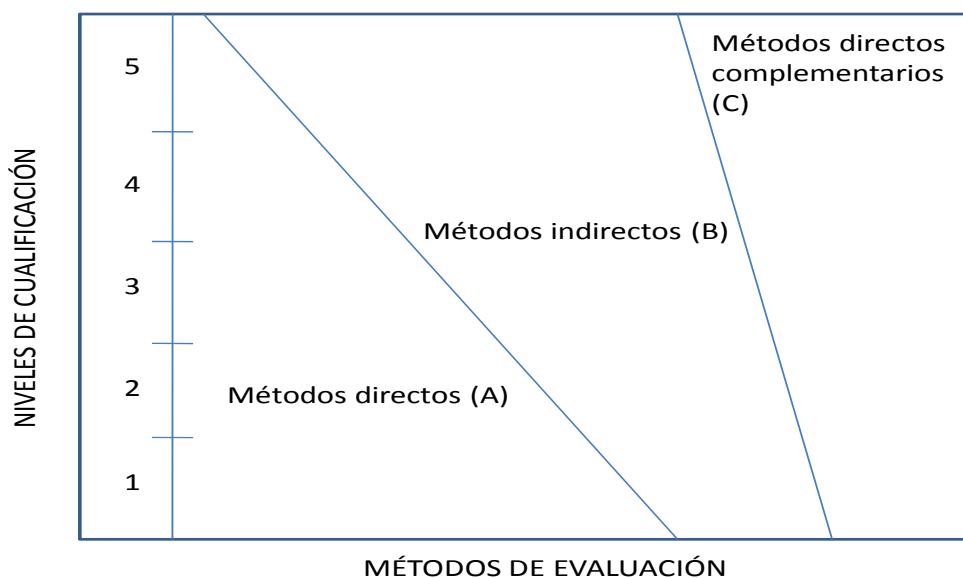 Métodos directos
complementarios
(C)
5
4
Métodos indirectos (B)
3
2
Métodos directos (A)
1
NIVELES DE CUALIFICACIÓN
MÉTODOS DE EVALUACIÓN